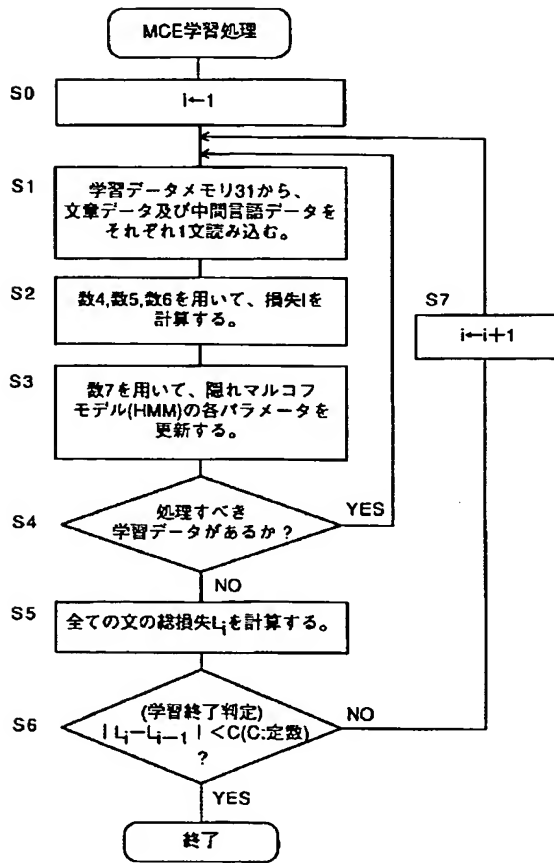 MCE学習処理
S0
i←1
S1
学習データメモリ31から、
文章データ及び中間言語データを
それぞれ1文読み込む。
S2
数4,数5,数6を用いて、損失lを
計算する。
S7
i←i+1
S3
数7を用いて、隠れマルコフ
モデル(HMM)の各パラメータを
更新する。
S4
処理すべき
学習データがあるか?
YES
NO
S5
全ての文の総損失Liを計算する。
S6
(学習終了判定)
|Li−Li−1|<C(C:定数)
?
NO
YES
終了